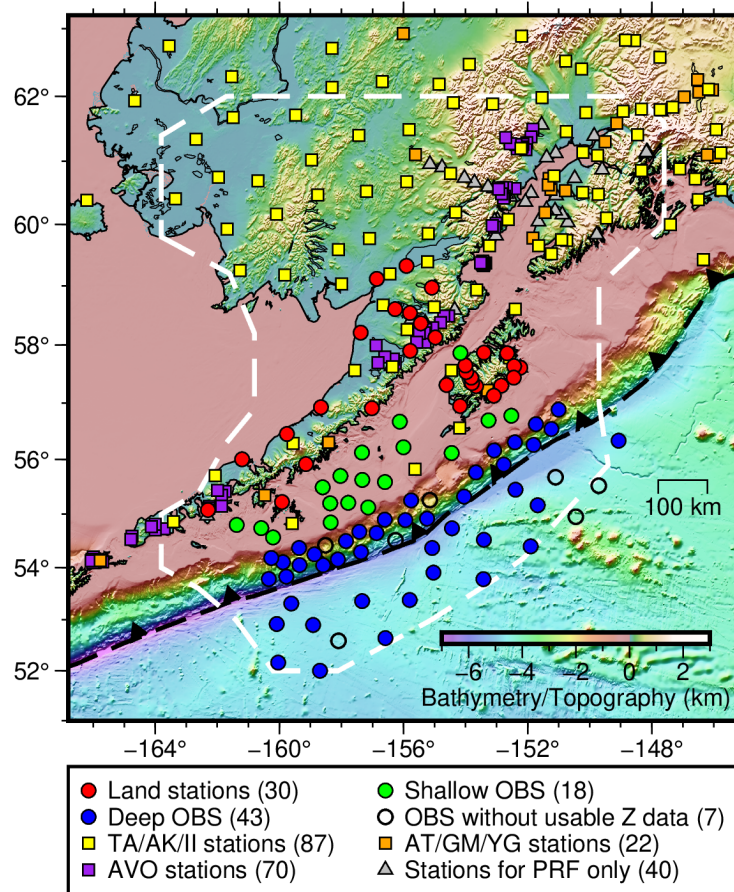 62°
60°
58°
56°
54°
52°
100 km
−6 −4 −2 0 2
Bathymetry/Topography (km)
−164° −160° −156° −152° −148°
Land stations (30) Shallow OBS (18)
Deep OBS (43) OBS without usable Z data (7)
TA/AK/II stations (87) AT/GM/YG stations (22)
AVO stations (70) Stations for PRF only (40)